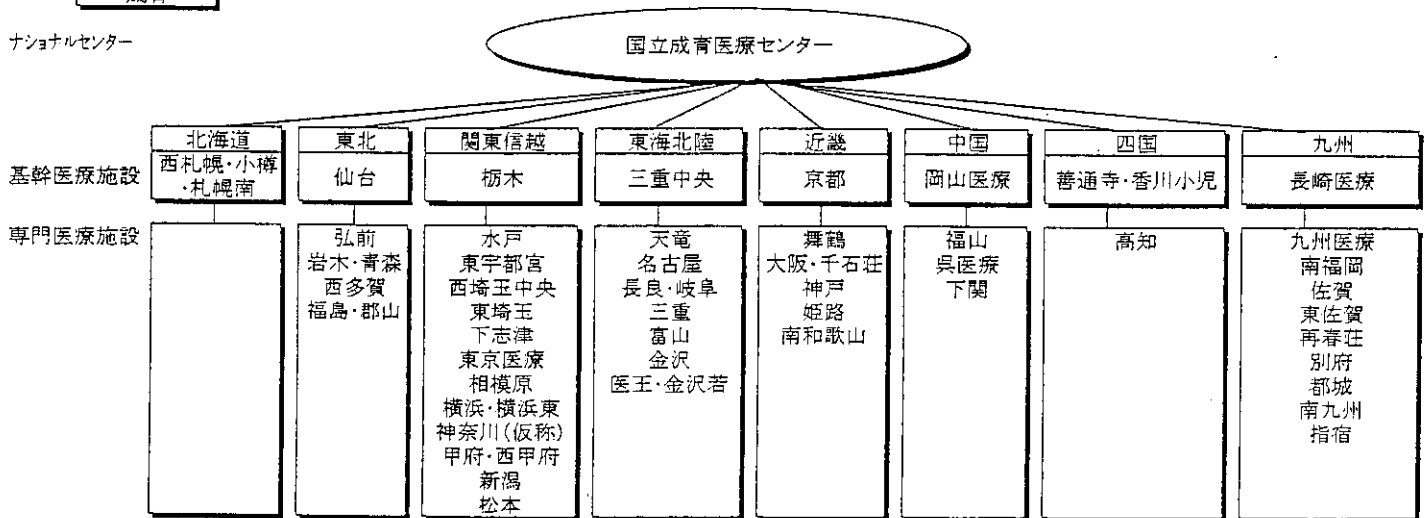 ナショナルセンター
国立成育医療センター
北海道
東北
関東信越
東海北陸
近畿
中国
四国
九州
基幹医療施設
西札幌・小樽
・札幌南
仙台
栃木
三重中央
京都
岡山医療
善通寺・香川小児
長崎医療
専門医療施設
弘前
岩木・青森
西多賀
福島・郡山
水戸
東宇都宮
西埼玉中央
東埼玉
下志津
東京医療
相模原
横浜・横浜東
神奈川(仮称)
甲府・西甲府
新潟
松本
天竜
名古屋
長良・岐阜
三重
富山
金沢
医王・金沢若
舞鶴
大阪・千石荘
神戸
姫路
南和歌山
福山
呉医療
下関
高知
九州医療
南福岡
佐賀
東佐賀
再春荘
別府
都城
南九州
指宿